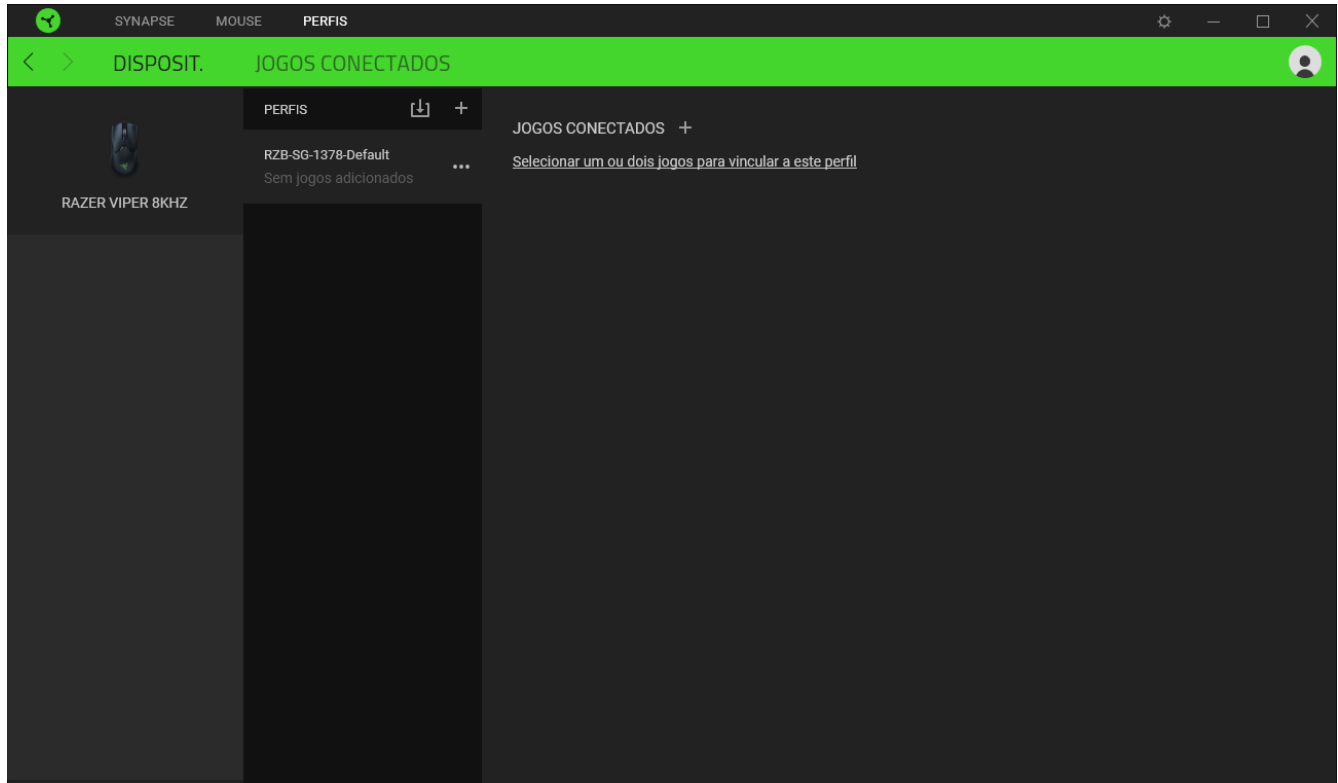 SYNAPSE MOUSE PERFIS
DISPOSIT. JOGOS CONECTADOS
RAZER VIPER 8KHZ
PERFIS
RZB-SG-1378-Default
Sem jogos adicionados
JOGOS CONECTADOS
Selecionar um ou dois jogos para vincular a este perfil